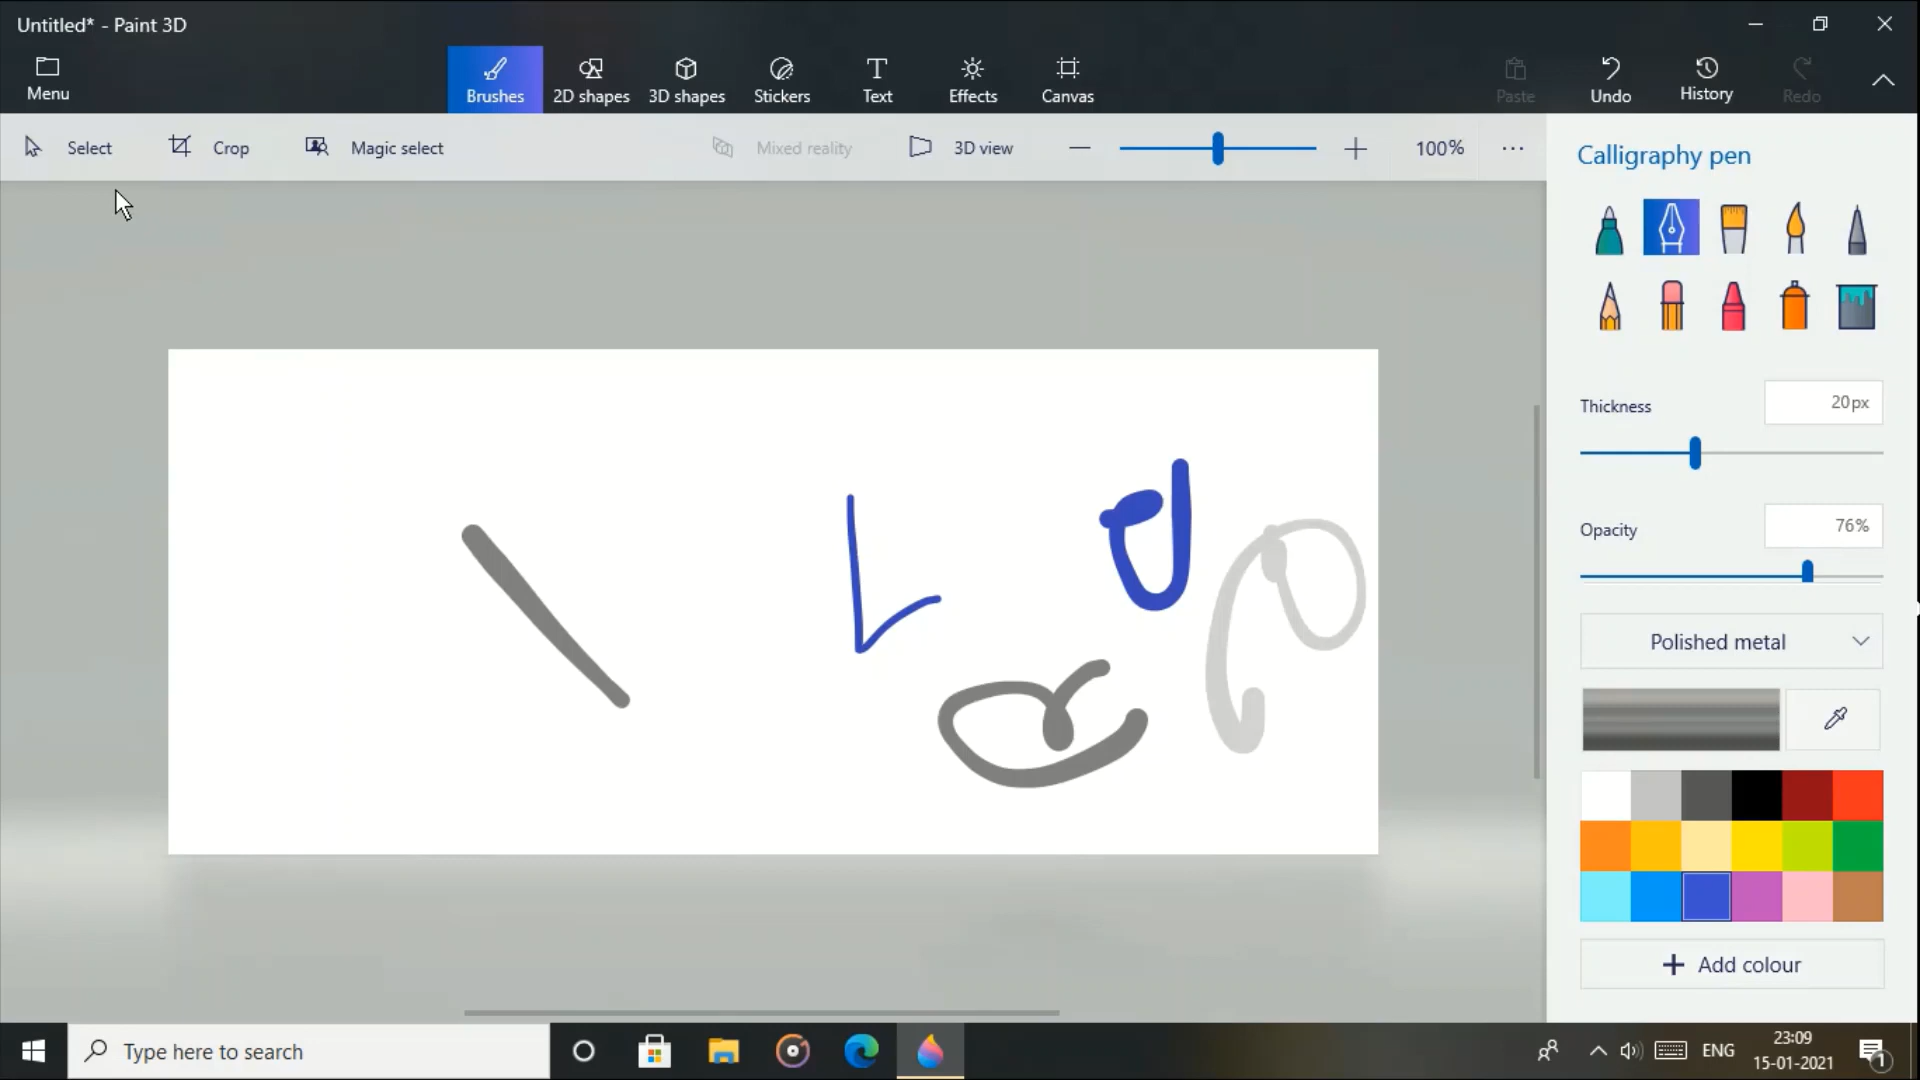 Untitled* - Paint 3D
Menu
Brushes
2D shapes
3D shapes
Stickers
Text
Effects
Canvas
Paste
Undo
History
Redo
Select
Crop
Magic select
Mixed reality
3D view
100%
Calligraphy pen
Thickness
20px
Opacity
76%
Polished metal
Add colour
Type here to search
ENG
23:09
15-01-2021
1